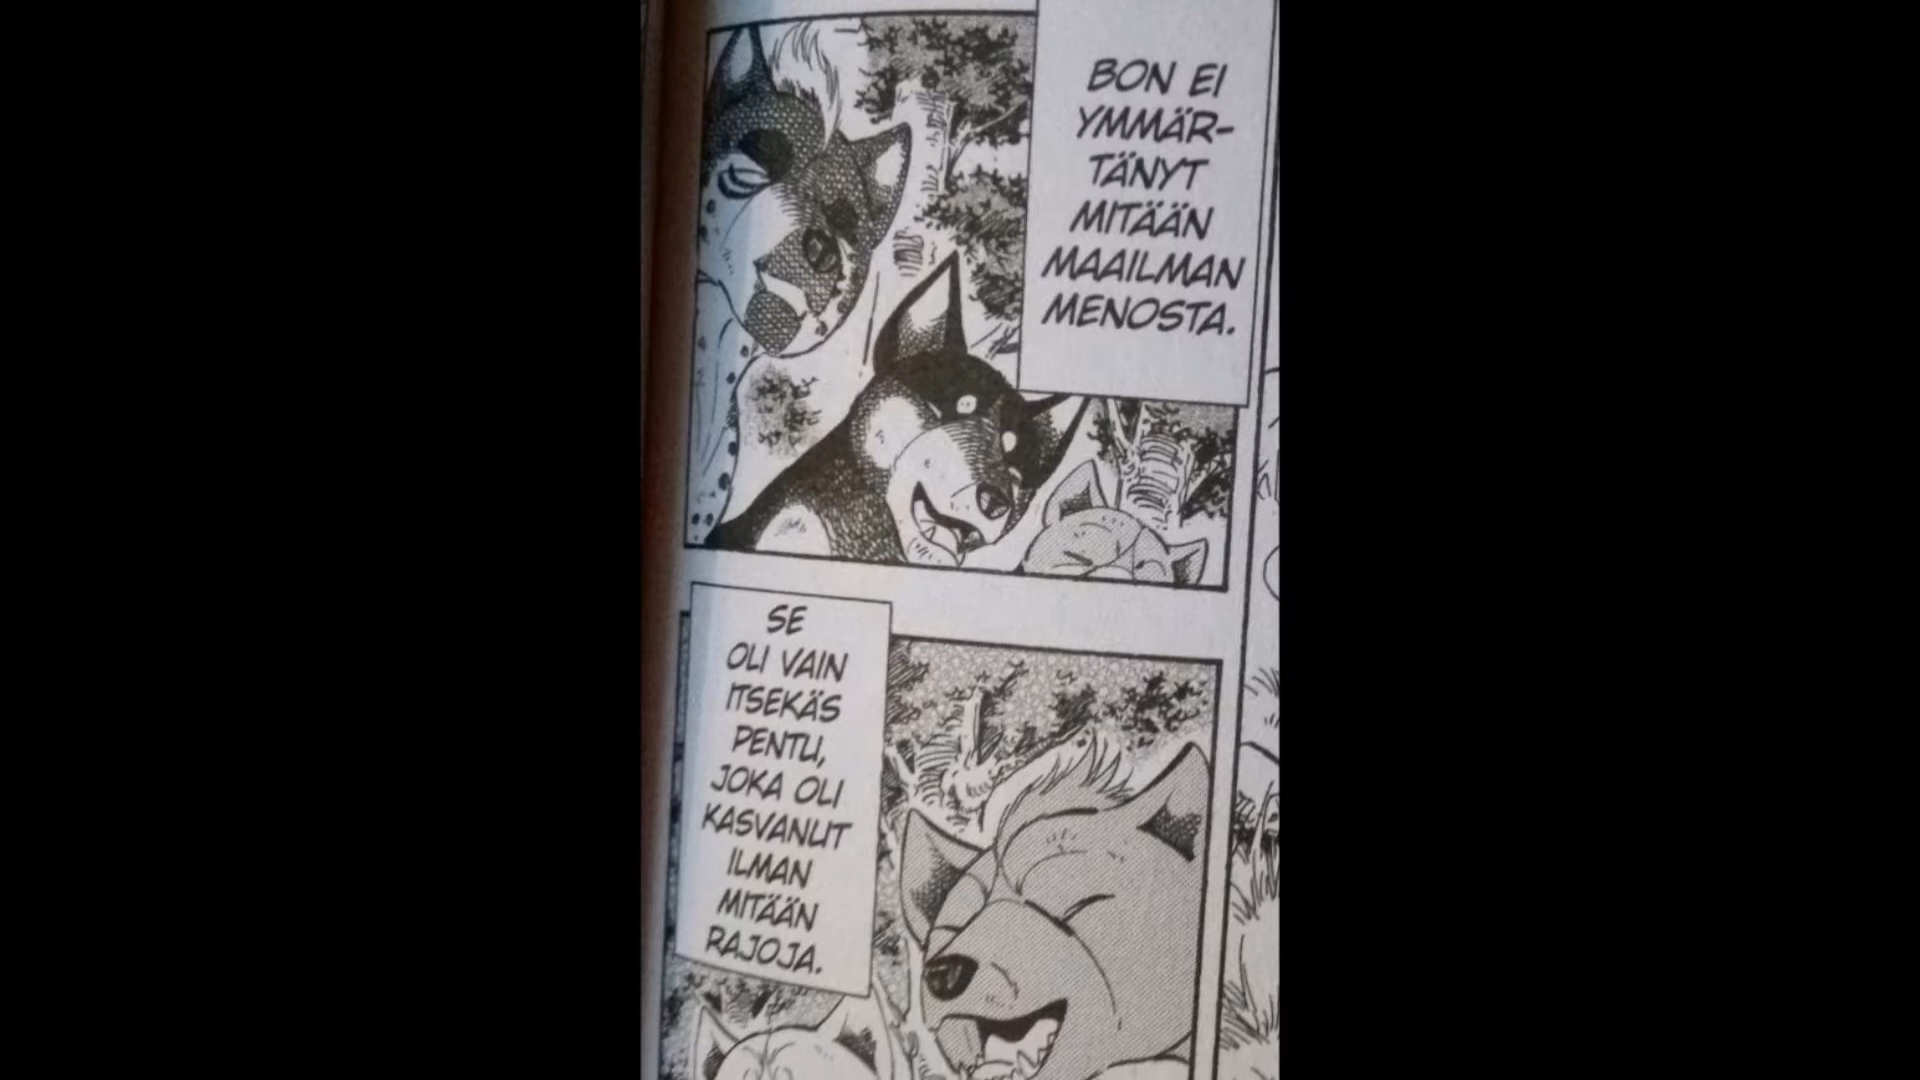 BON EI
YMMÄR-
TÄNYT
MITÄÄN
MAAILMAN
MENOSTA.
SE
OLI VAIN
ITSEKÄS
PENTU,
JOKA OLI
KASVANUT
ILMAN
MITÄÄN
RAJOJA.